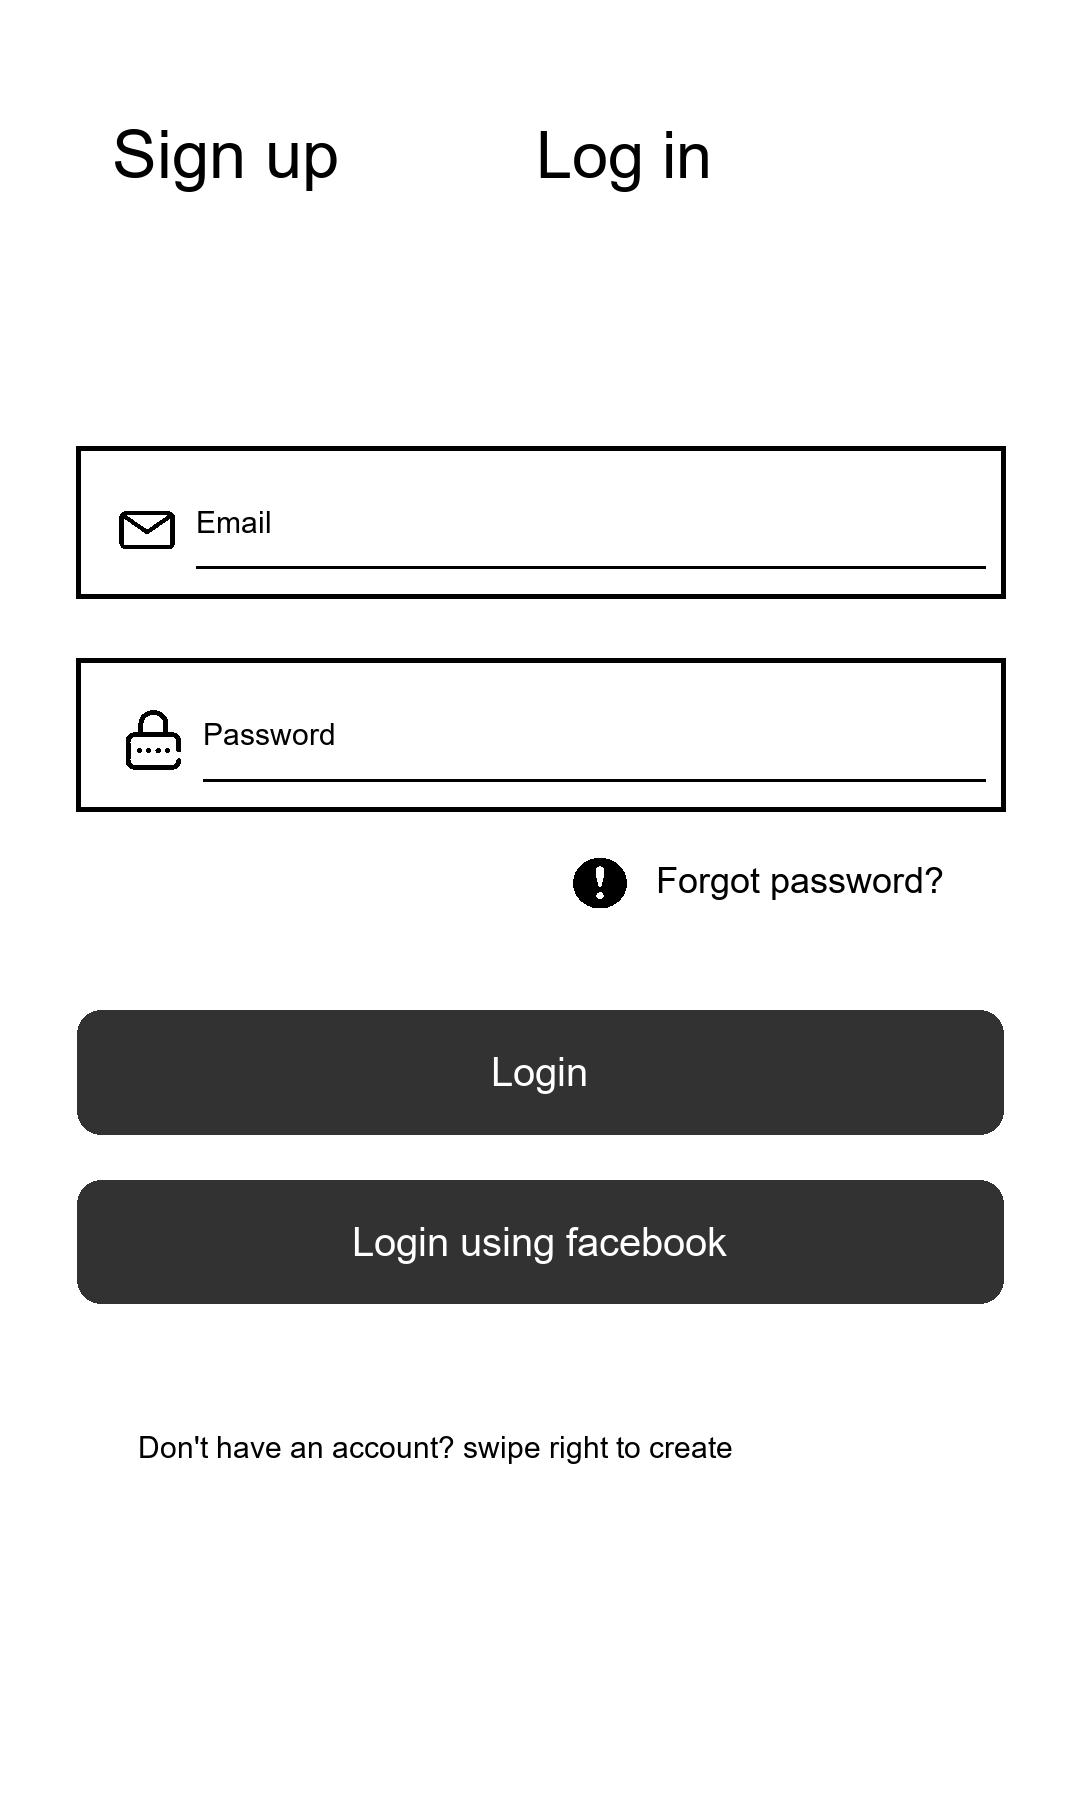 Sign up Log in
Email
Password
Forgot password?
Login
Login using facebook
Don't have an account? swipe right to create